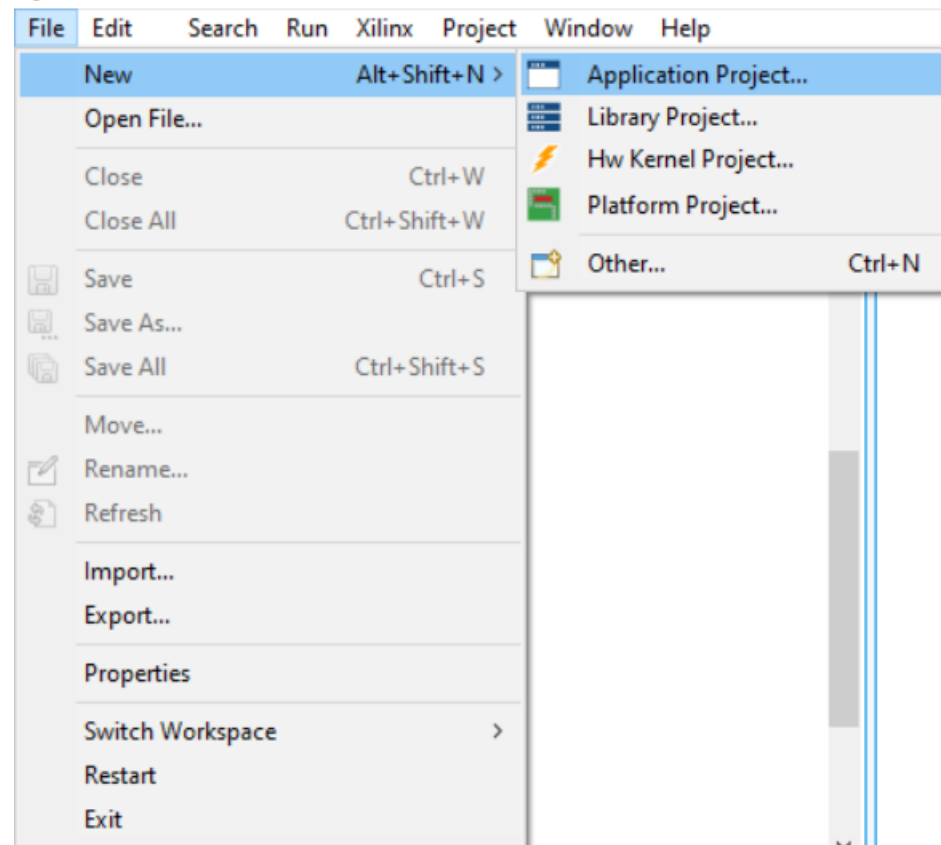 File Edit Search Run Xilinx Project Window Help
New Alt+Shift+N >
Application Project...
Library Project...
Hw Kernel Project...
Platform Project...
Other... Ctrl+N
Open File...
Close Ctrl+W
Close All Ctrl+Shift+W
Save Ctrl+S
Save As...
Save All Ctrl+Shift+S
Move...
Rename...
Refresh
Import...
Export...
Properties
Switch Workspace >
Restart
Exit